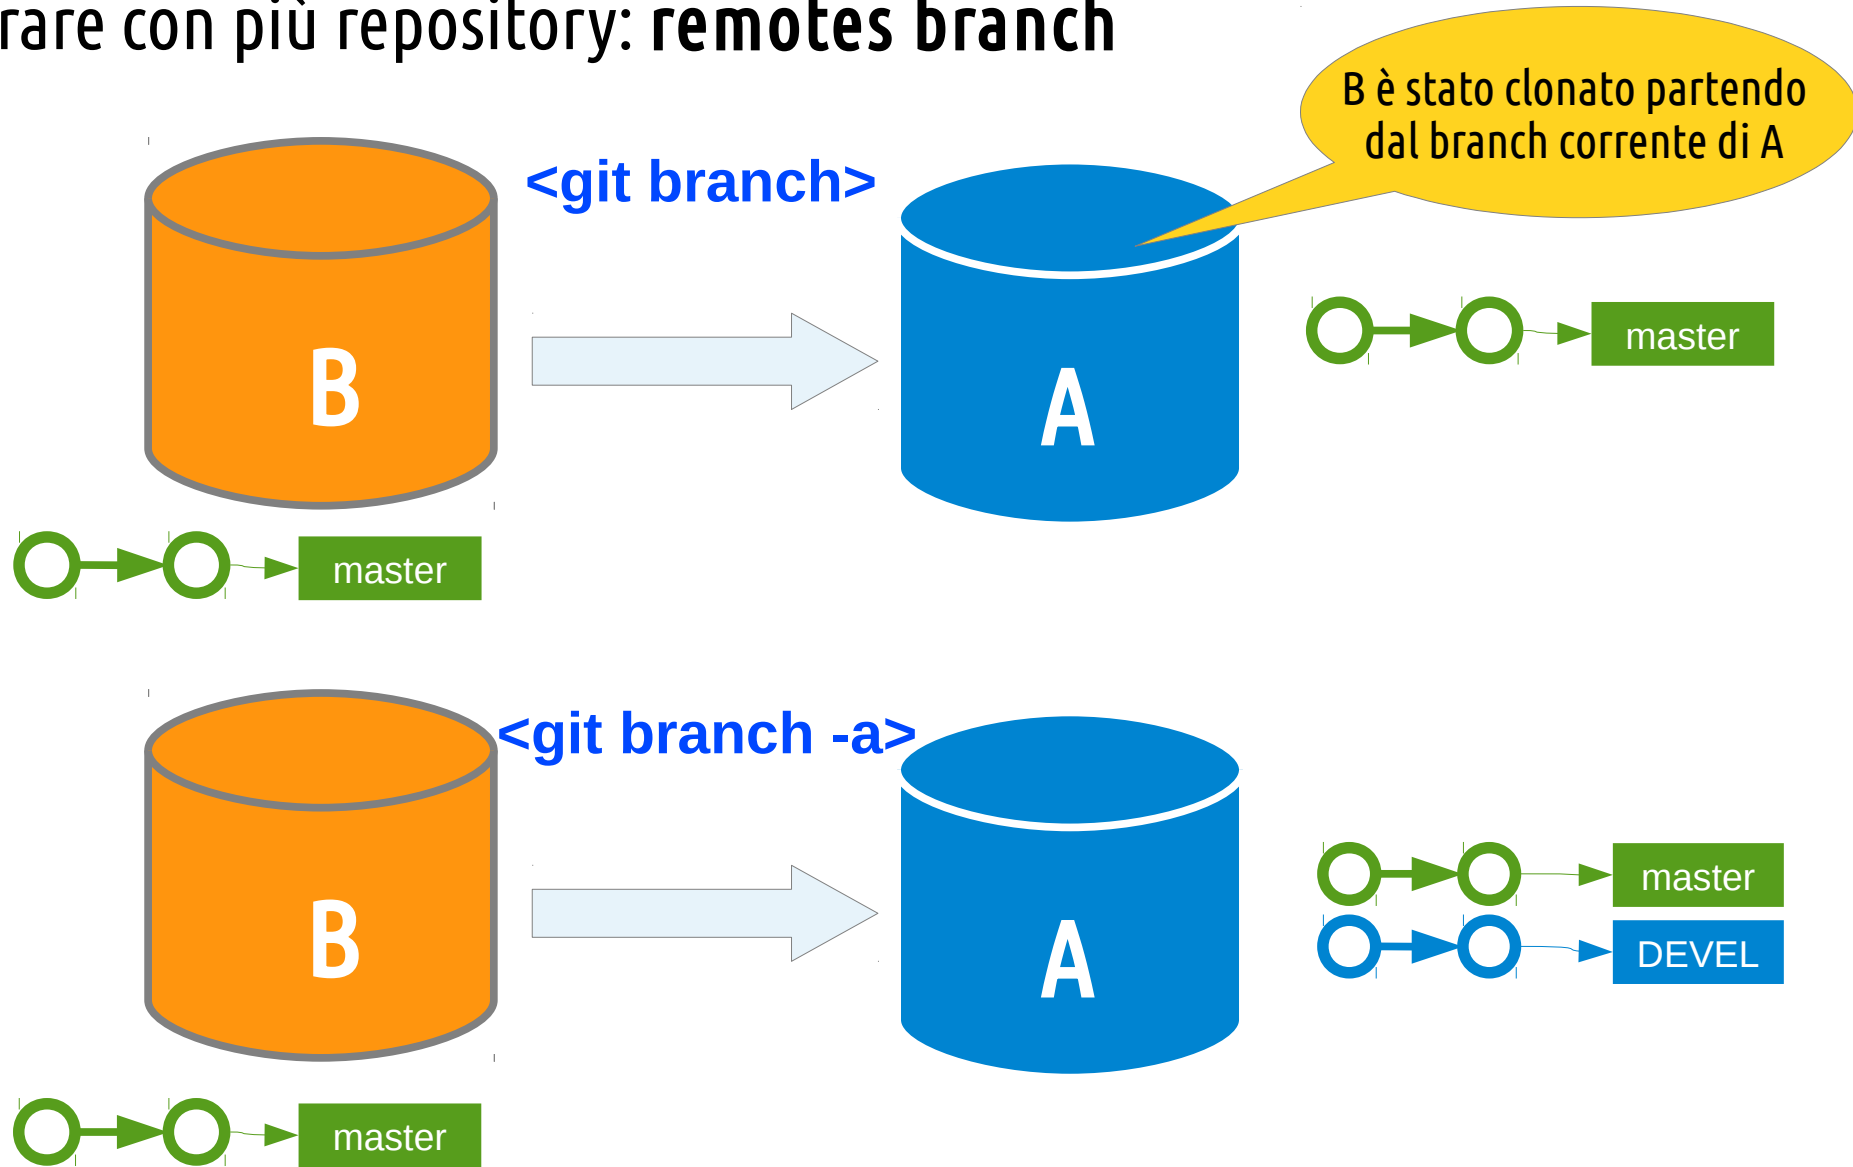 rare con più repository: remotes branch
B è stato clonato partendo
dal branch corrente di A
<git branch>
B
A
master
master
<git branch -a>
B
A
master
DEVEL
master